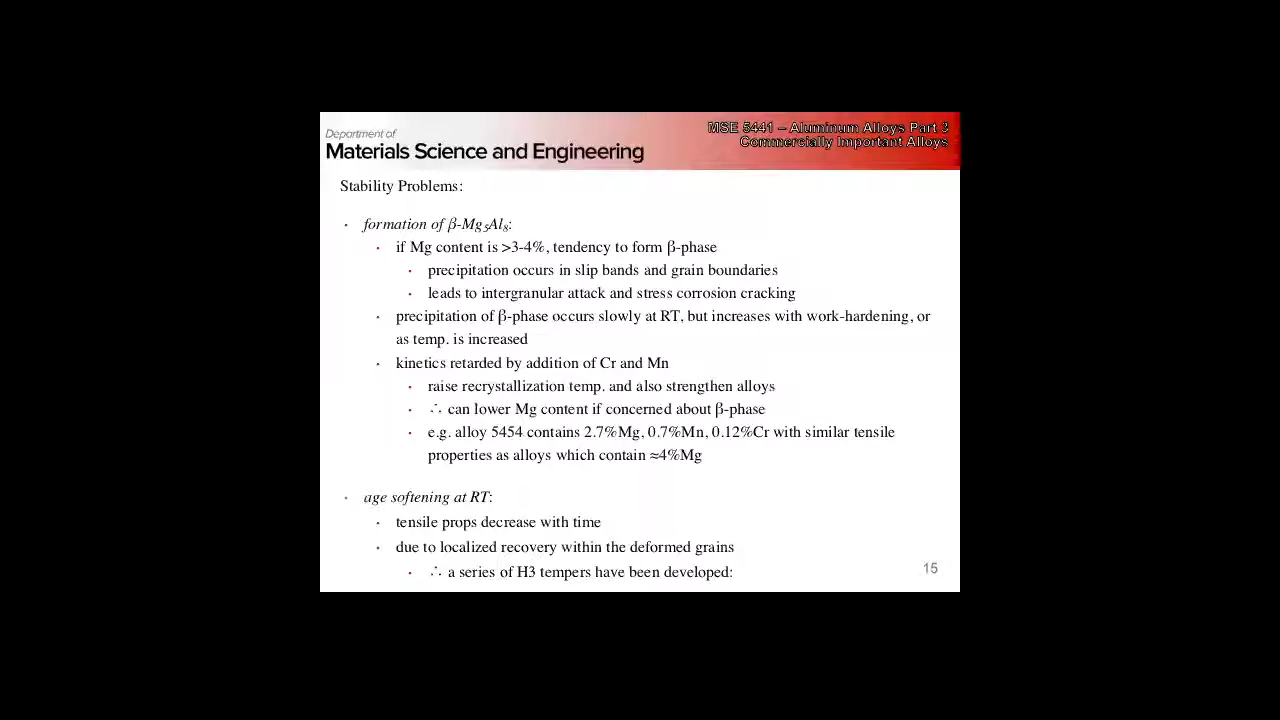 Department of
Materials Science and Engineering
MSE 5441 – Aluminum Alloys Part 3
Commercially Important Alloys
Stability Problems:
· formation of β-Mg₅Al₈:
· if Mg content is >3-4%, tendency to form β-phase
· precipitation occurs in slip bands and grain boundaries
· leads to intergranular attack and stress corrosion cracking
· precipitation of β-phase occurs slowly at RT, but increases with work-hardening, or
as temp. is increased
· kinetics retarded by addition of Cr and Mn
· raise recrystallization temp. and also strengthen alloys
· ∴ can lower Mg content if concerned about β-phase
· e.g. alloy 5454 contains 2.7%Mg, 0.7%Mn, 0.12%Cr with similar tensile
properties as alloys which contain ≈4%Mg
· age softening at RT:
· tensile props decrease with time
· due to localized recovery within the deformed grains
· ∴ a series of H3 tempers have been developed:
15